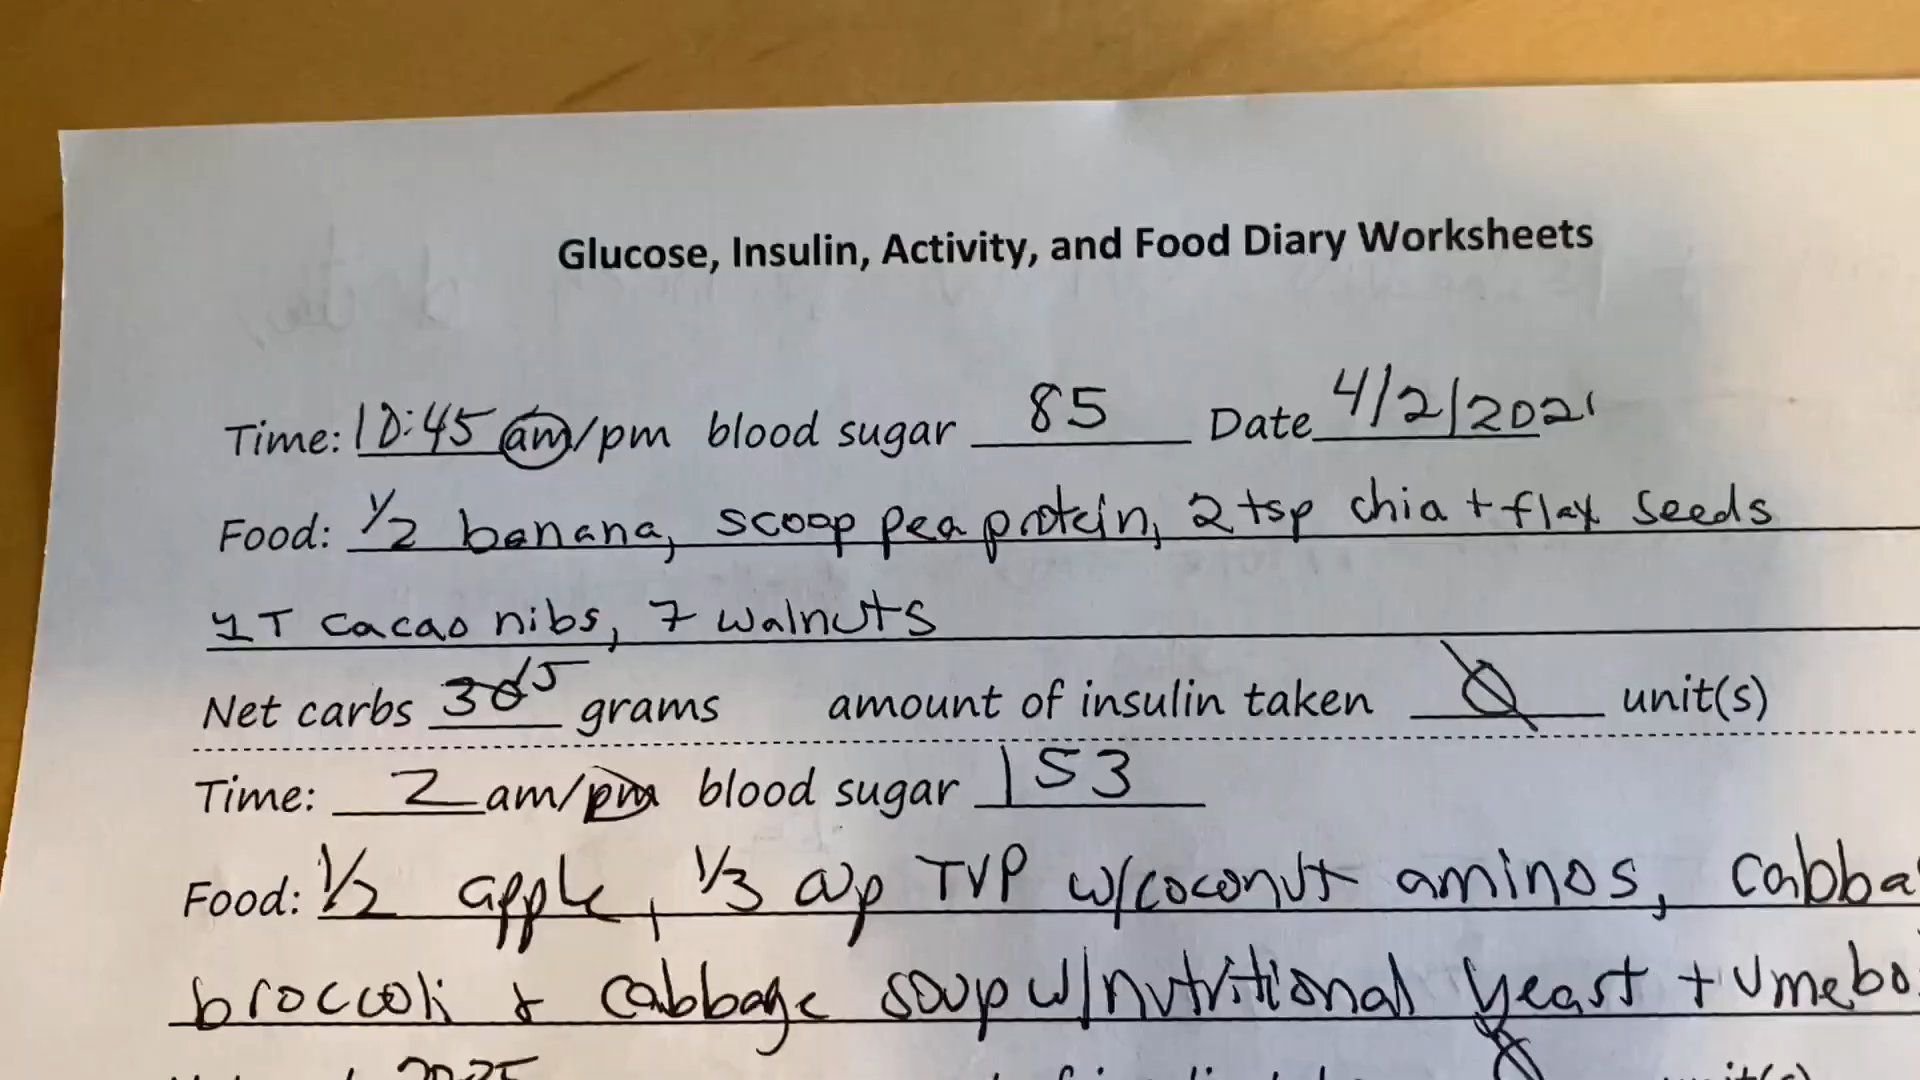 Glucose, Insulin, Activity, and Food Diary Worksheets
Time: 10:45 am/pm blood sugar 85 Date 4/2/2021
Food: 1/2 banana, scoop pea protein, 2 tsp chia + flax seeds
1T cacao nibs, 7 walnuts
Net carbs grams amount of insulin taken 0 unit(s)
Time: 2 am/pm blood sugar 153
Food: 1/2 apple, 1/3 cup TVP w/coconut aminos, cabba
broccoli & cabbage soup w/nutritional yeast + umebo
unit(s)